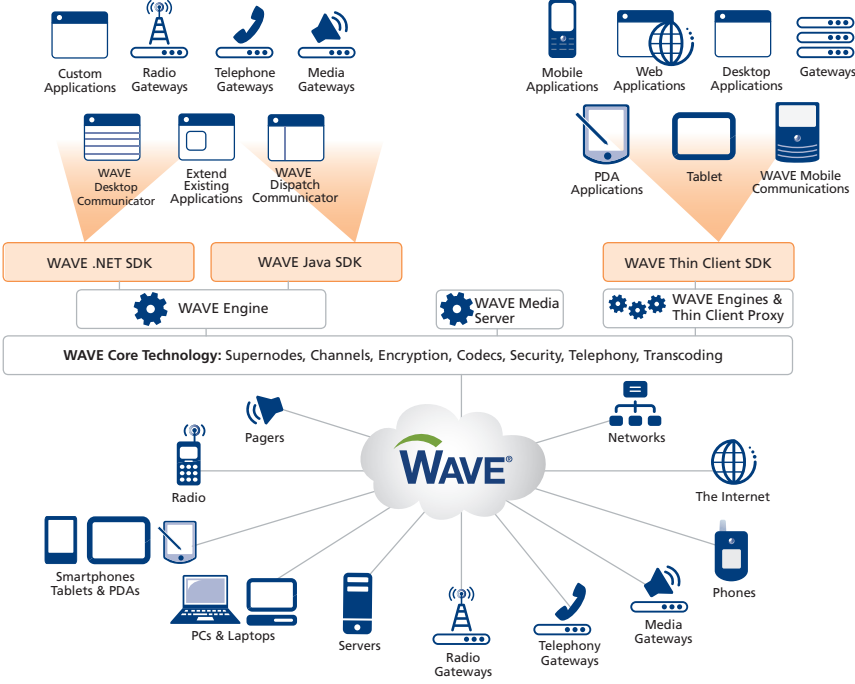 Custom
Applications
Radio
Gateways
Telephone
Gateways
Media
Gateways
Mobile
Applications
Web
Applications
Desktop
Applications
Gateways
WAVE
Desktop
Communicator
Extend
Existing
Applications
WAVE
Dispatch
Communicator
PDA
Applications
Tablet
WAVE Mobile
Communications
WAVE .NET SDK
WAVE Java SDK
WAVE Thin Client SDK
WAVE Engine
WAVE Media
Server
WAVE Engines &
Thin Client Proxy
WAVE Core Technology: Supernodes, Channels, Encryption, Codecs, Security, Telephony, Transcoding
Pagers
Networks
WAVE®
Radio
The Internet
Smartphones
Tablets & PDAs
Phones
PCs & Laptops
Servers
Radio
Gateways
Telephony
Gateways
Media
Gateways